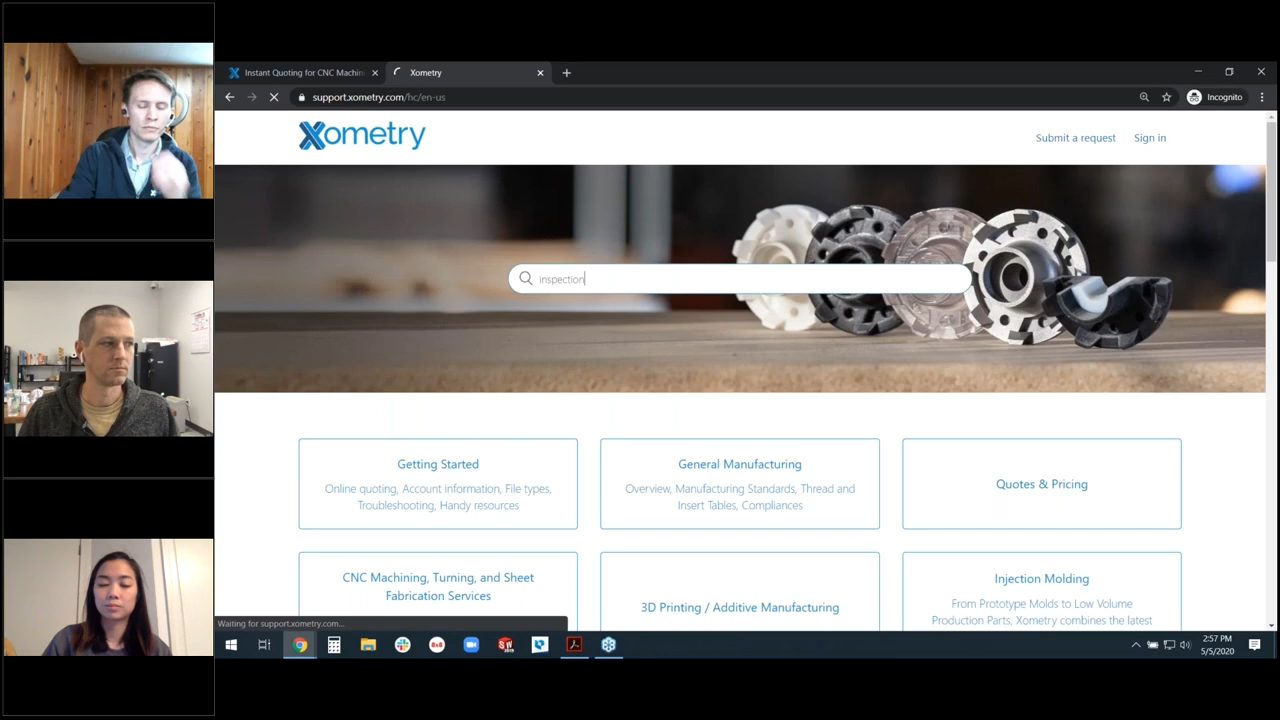 Instant Quoting for CNC Machin
Xometry
support.xometry.com/hc/en-us
Incognito
Xometry
Submit a request
Sign in
inspection
Getting Started
Online quoting, Account information, File types,
Troubleshooting, Handy resources
General Manufacturing
Overview, Manufacturing Standards, Thread and
Insert Tables, Compliances
Quotes & Pricing
CNC Machining, Turning, and Sheet
Fabrication Services
3D Printing / Additive Manufacturing
Injection Molding
From Prototype Molds to Low Volume
Production Parts, Xometry combines the latest
Waiting for support.xometry.com...
2:57 PM
5/5/2020